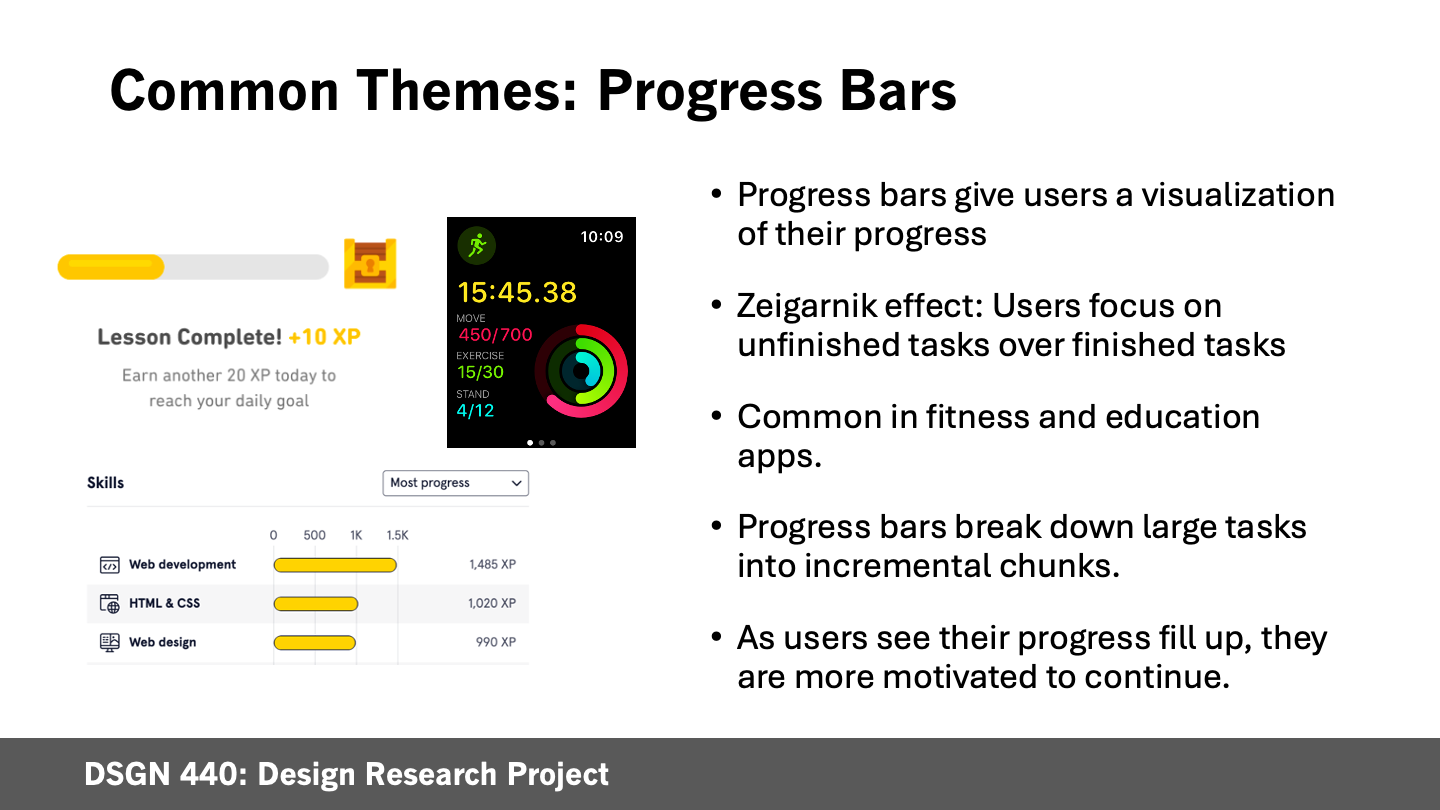 Common Themes: Progress Bars
Lesson Complete! +10 XP
Earn another 20 XP today to
reach your daily goal
10:09
15:45.38
MOVE
450/700
EXERCISE
15/30
STAND
4/12
Skills
Most progress
0 500 1K 1.5K
Web development 1,485 XP
HTML & CSS 1,020 XP
Web design 990 XP
• Progress bars give users a visualization
of their progress
• Zeigarnik effect: Users focus on
unfinished tasks over finished tasks
• Common in fitness and education
apps.
• Progress bars break down large tasks
into incremental chunks.
• As users see their progress fill up, they
are more motivated to continue.
DSGN 440: Design Research Project